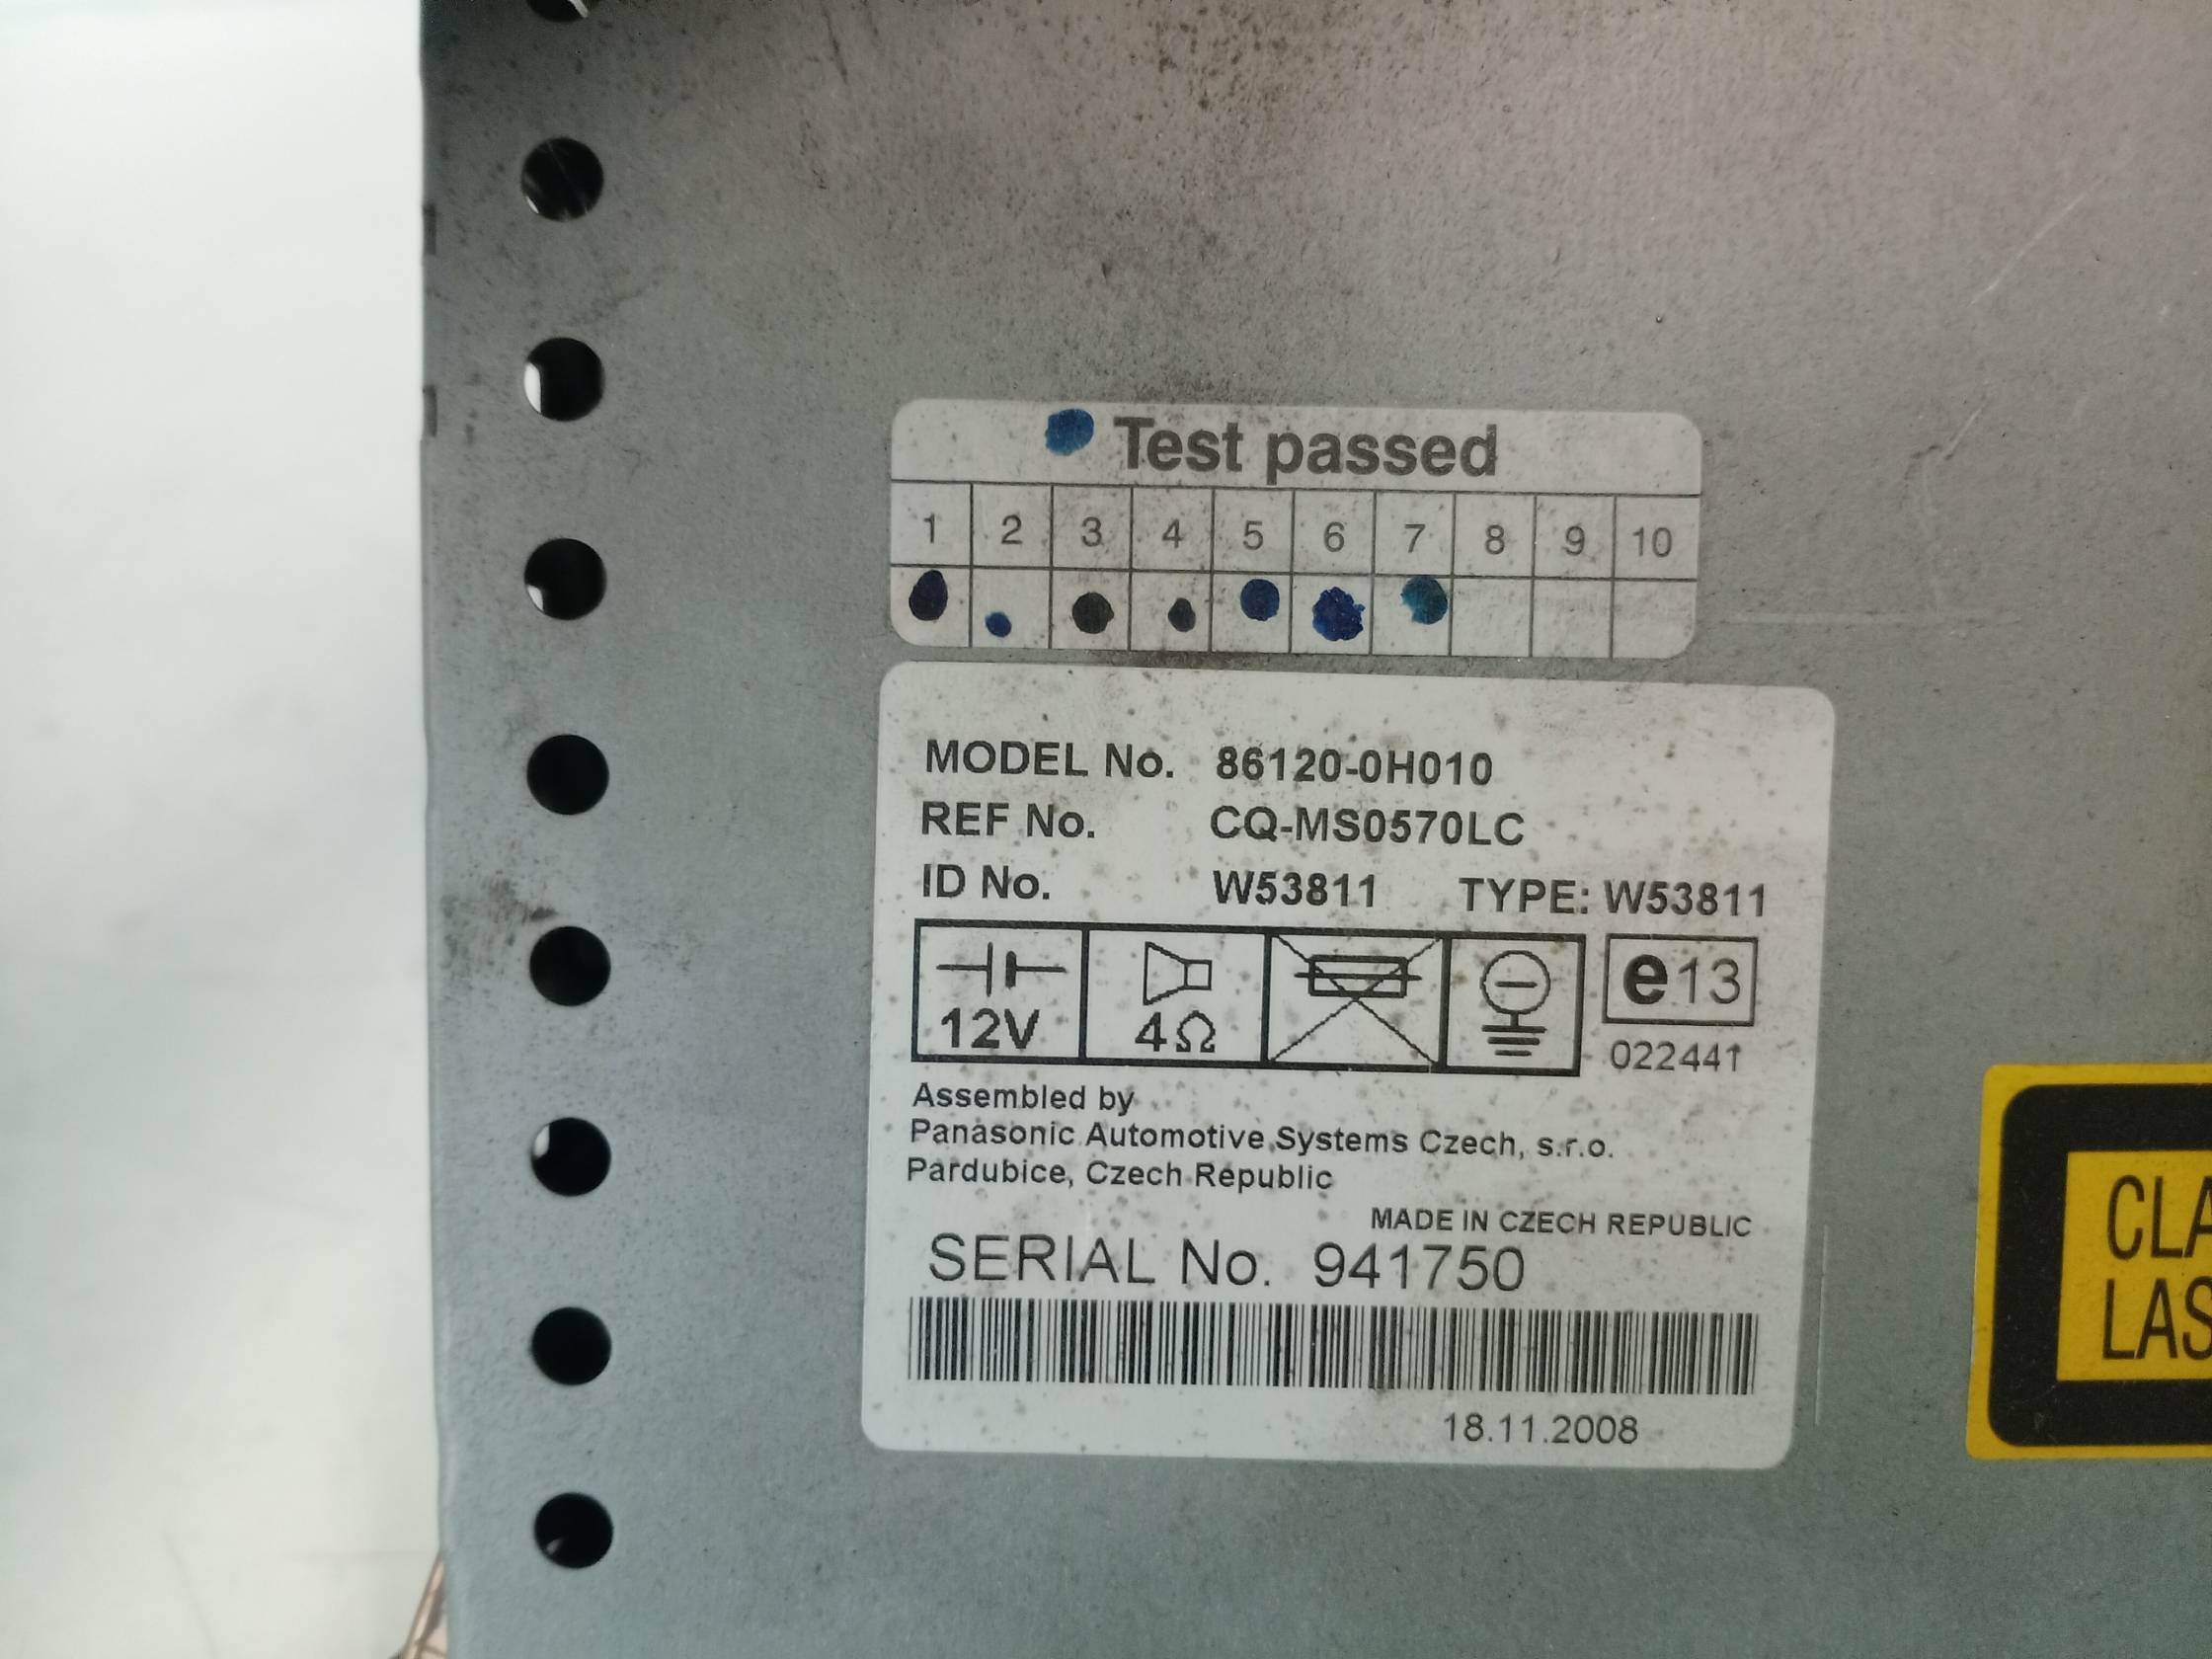 Test passed
1 2 3 4 5 6 7 8 9 10
MODEL No. 86120-0H010
REF No. CQ-MS0570LC
ID No. W53811 TYPE: W53811
12V 4Ω e13
022441
Assembled by
Panasonic Automotive Systems Czech, s.r.o.
Pardubice, Czech Republic
MADE IN CZECH REPUBLIC
SERIAL No. 941750
18.11.2008